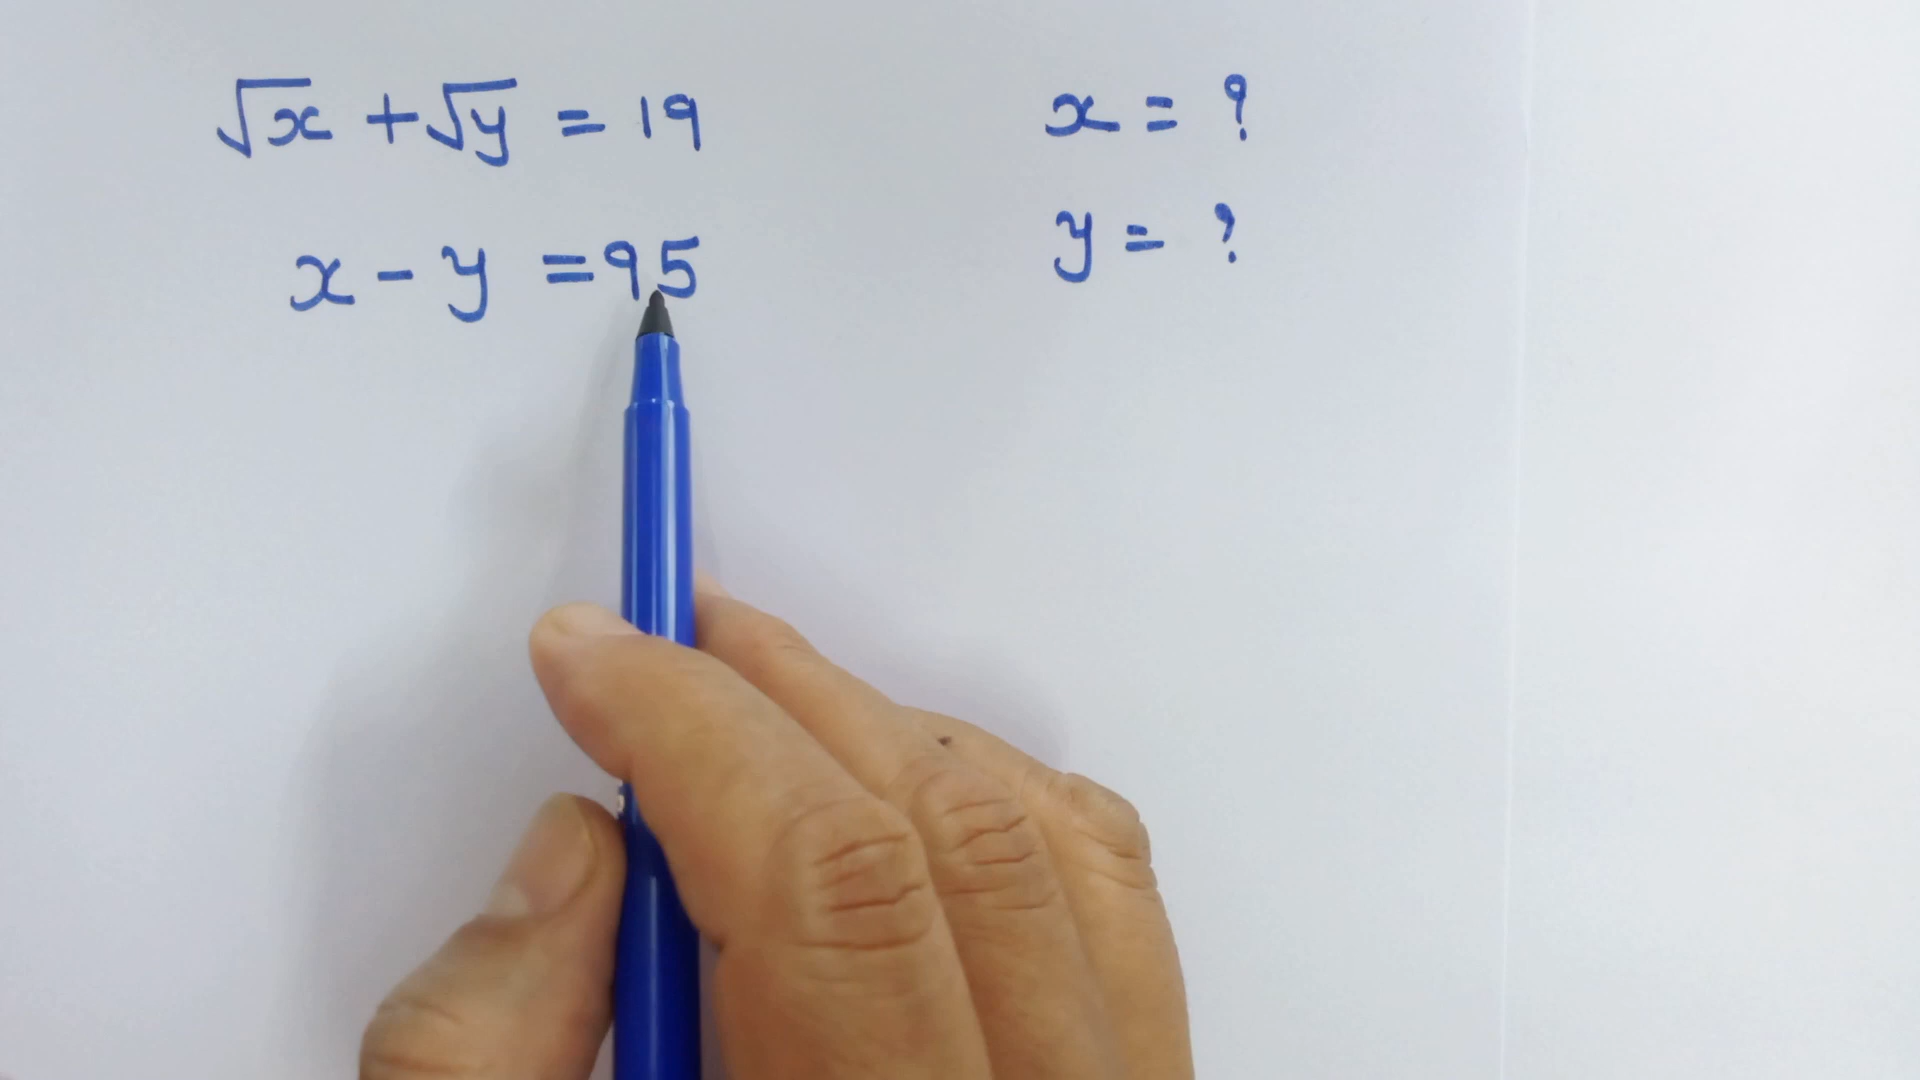 √x + √y = 19
x = ?
x - y = 95
y = ?